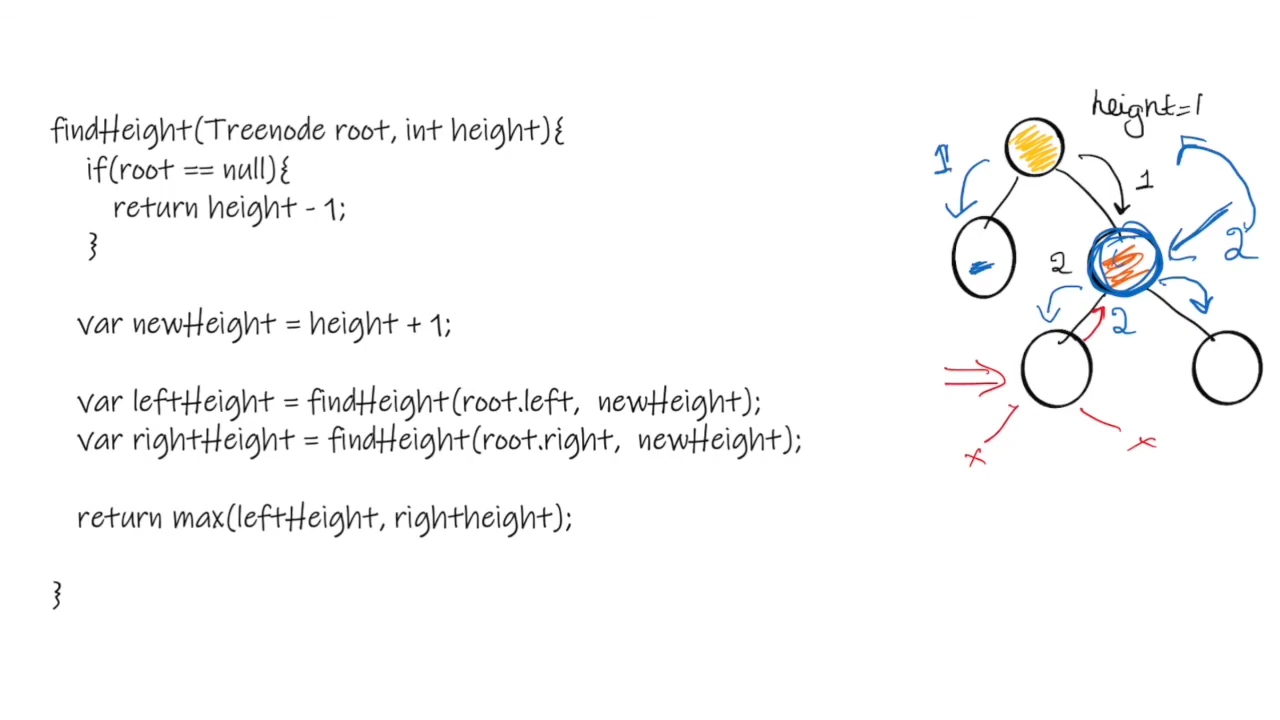 findHeight(Treenode root, int height){
if(root == null){
return height - 1;
}
var newHeight = height + 1;
var leftHeight = findHeight(root.left, newHeight);
var rightHeight = findHeight(root.right, newHeight);
return max(leftHeight, rightheight);
}
height=1
1
1
2
2
2
x
x